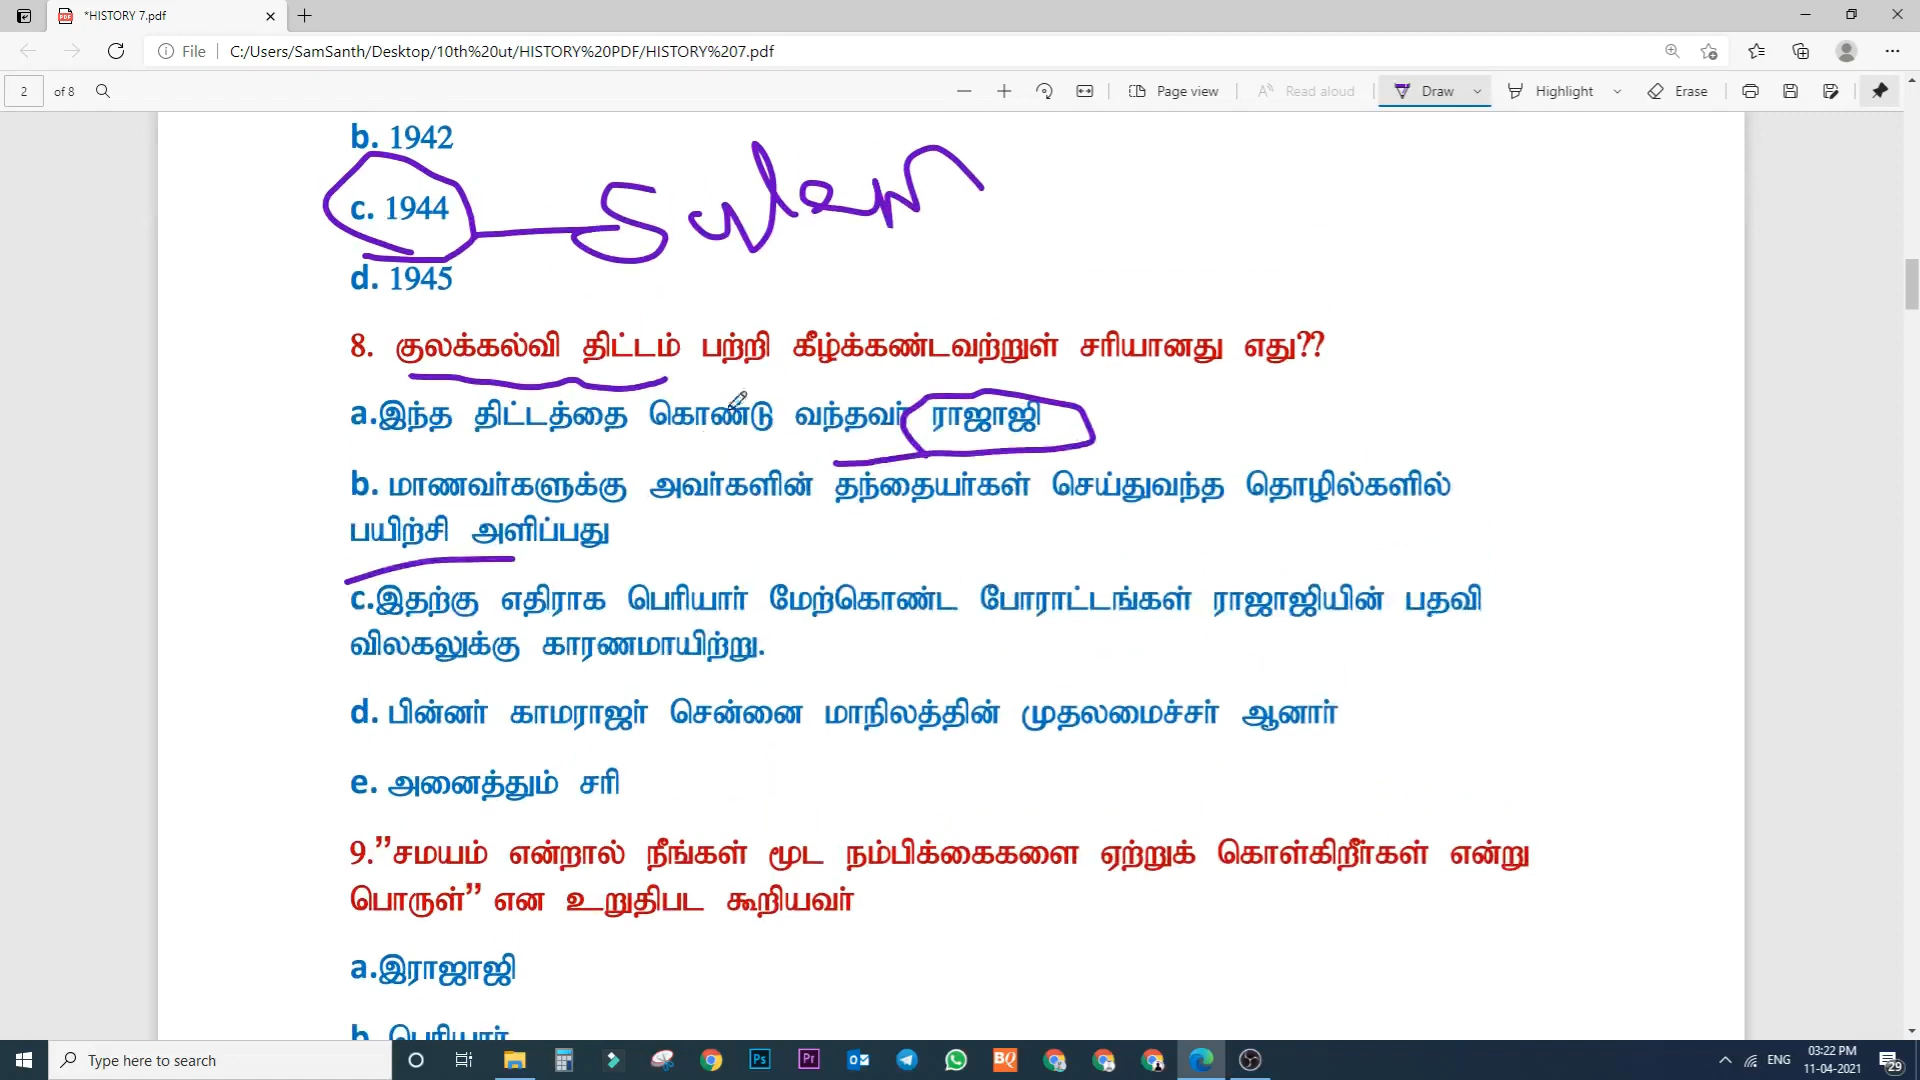 *HISTORY 7.pdf
File C:/Users/SamSanth/Desktop/10th%20ut/HISTORY%20PDF/HISTORY%207.pdf
2 of 8 Page view Read aloud Draw Highlight Erase
b. 1942
c. 1944 Salem
d. 1945
8. குலக்கல்வி திட்டம் பற்றி கீழ்க்கண்டவற்றுள் சரியானது எது??
a.இந்த திட்டத்தை கொண்டு வந்தவர் ராஜாஜி
b. மாணவர்களுக்கு அவர்களின் தந்தையர்கள் செய்துவந்த தொழில்களில்
பயிற்சி அளிப்பது
c.இதற்கு எதிராக பெரியார் மேற்கொண்ட போராட்டங்கள் ராஜாஜியின் பதவி
விலகலுக்கு காரணமாயிற்று.
d. பின்னர் காமராஜர் சென்னை மாநிலத்தின் முதலமைச்சர் ஆனார்
e. அனைத்தும் சரி
9.”சமயம் என்றால் நீங்கள் மூட நம்பிக்கைகளை ஏற்றுக் கொள்கிறீர்கள் என்று
பொருள்” என உறுதிபட கூறியவர்
a.இராஜாஜி
b பெரியார்
Type here to search Ps Pr BQ ENG 03:22 PM
11-04-2021 29